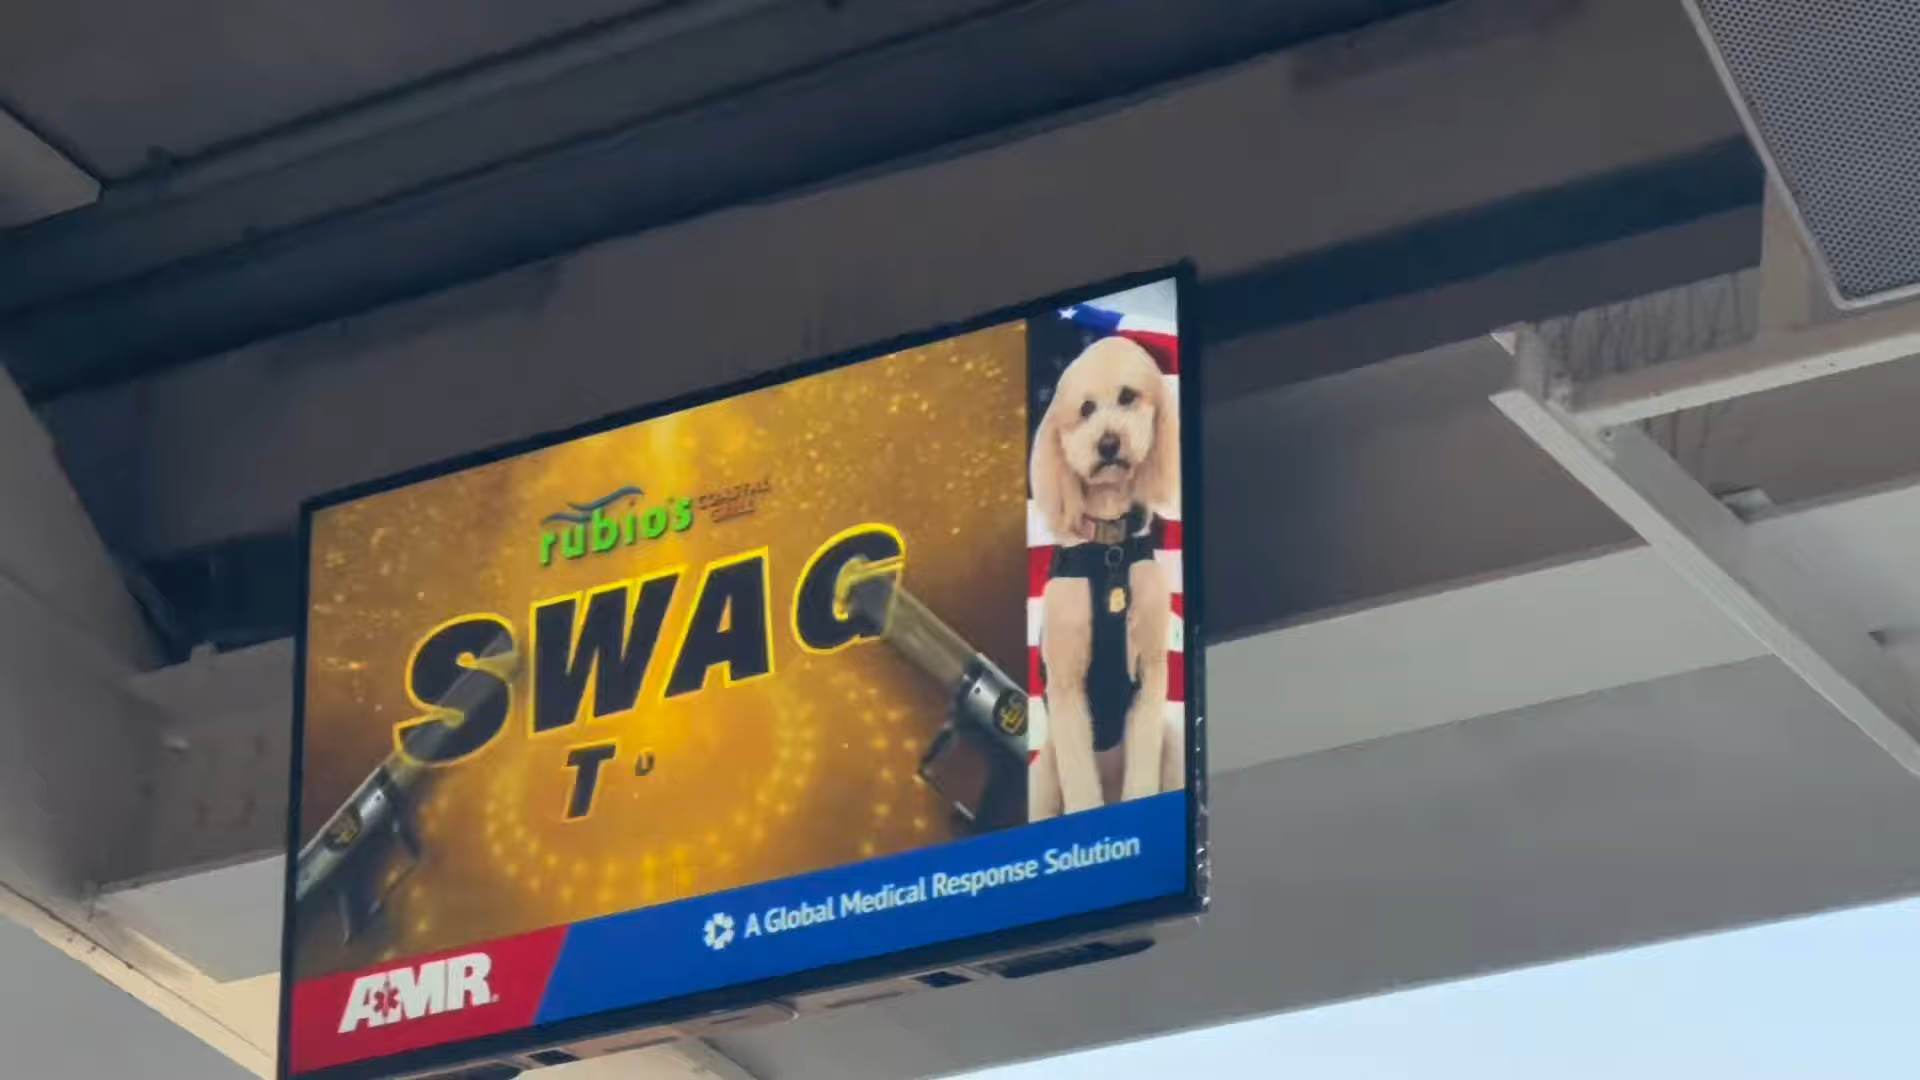 rubio's COASTAL
GRILL
SWAG
T
AMR
A Global Medical Response Solution